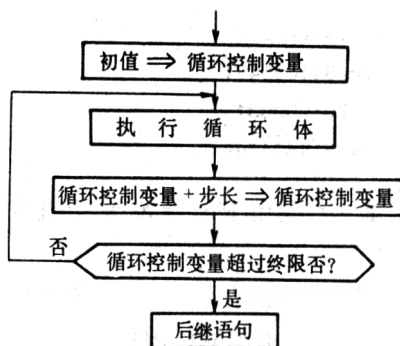 初值 ⇒ 循环控制变量
执行循环体
循环控制变量 + 步长 ⇒ 循环控制变量
否
循环控制变量超过终限否?
是
后继语句